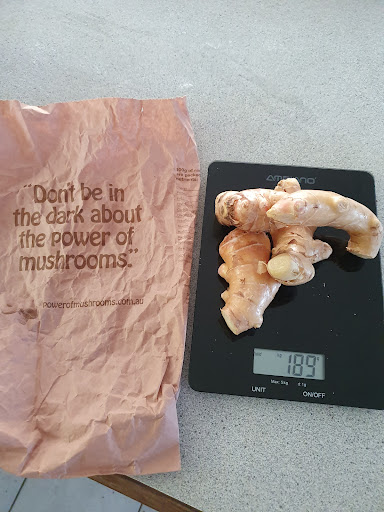 "Don't be in
the dark about
the power of
mushrooms."
powerofmushrooms.com.au
189
UNIT
ON/OFF